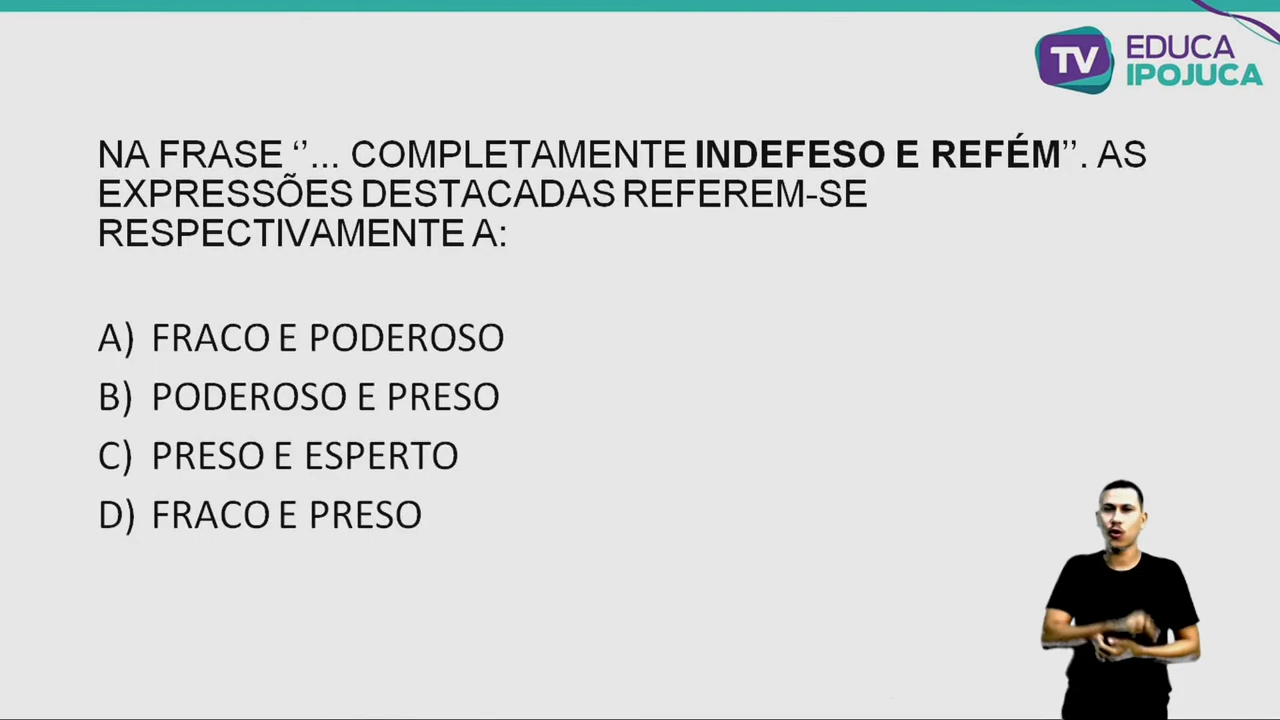 TV EDUCA
IPOJUCA
NA FRASE ‘’... COMPLETAMENTE INDEFESO E REFÉM’’. AS
EXPRESSÕES DESTACADAS REFEREM-SE
RESPECTIVAMENTE A:
A) FRACO E PODEROSO
B) PODEROSO E PRESO
C) PRESO E ESPERTO
D) FRACO E PRESO